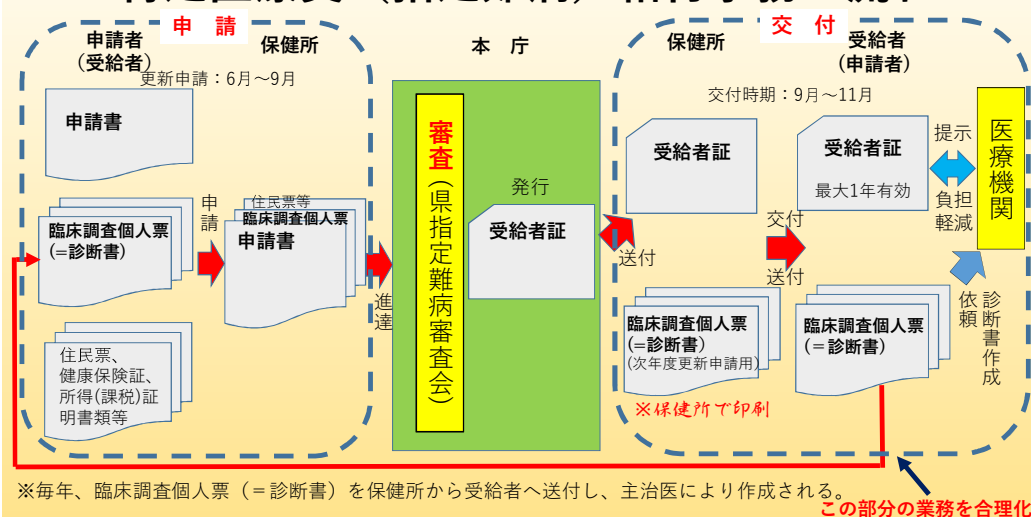 申 請
交 付
申請者
(受給者)
保健所
本 庁
保健所
受給者
(申請者)
更新申請：6月～9月
交付時期：9月～11月
申請書
臨床調査個人票
(=診断書)
住民票、
健康保険証、
所得(課税)証
明書類等
申請
住民票等
臨床調査個人票
申請書
進達
審査(県指定難病審査会)
発行
受給者証
送付
受給者証
臨床調査個人票
(=診断書)
(次年度更新申請用)
※保健所で印刷
交付
送付
受給者証
最大1年有効
臨床調査個人票
(＝診断書)
提示
負担
軽減
医療機関
診断書作成
依頼
※毎年、臨床調査個人票（＝診断書）を保健所から受給者へ送付し、主治医により作成される。
この部分の業務を合理化